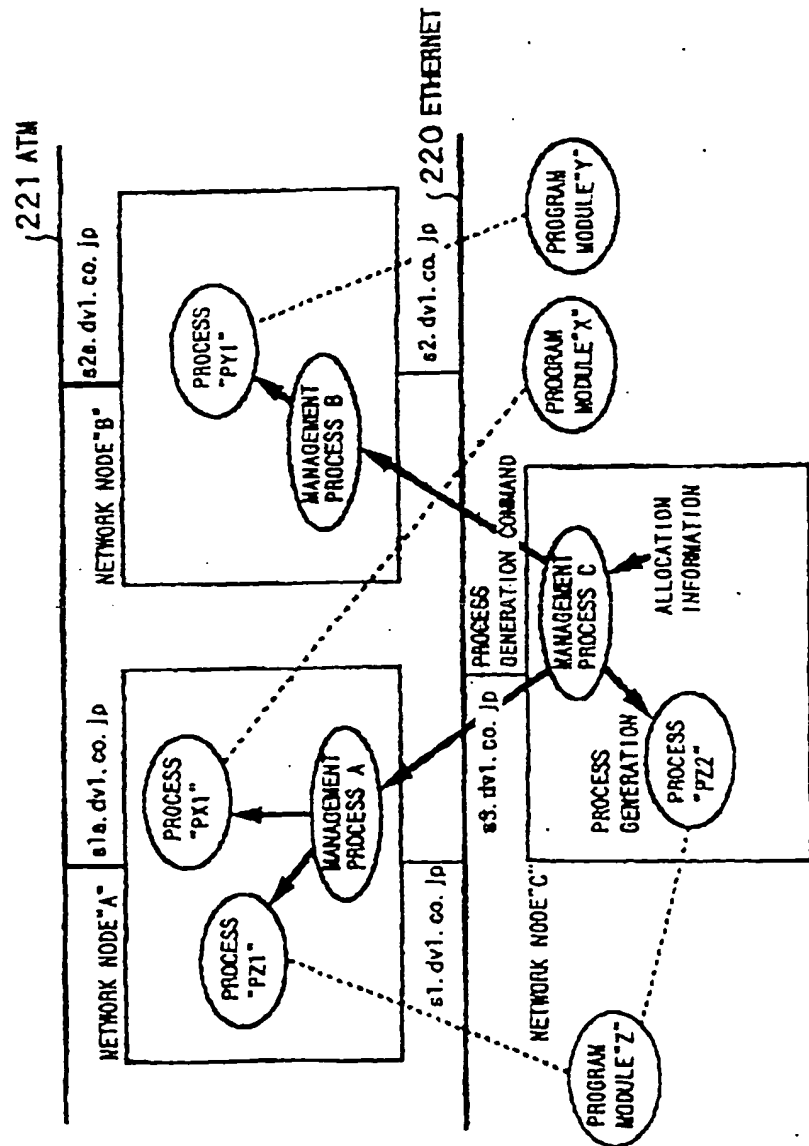 221 ATM
s1a.dvl.co.jp
s2a.dvl.co.jp
NETWORK NODE"A"
NETWORK NODE"B"
PROCESS
"PZ1"
PROCESS
"PX1"
PROCESS
"PY1"
MANAGEMENT
PROCESS A
MANAGEMENT
PROCESS B
s1.dvl.co.jp
s2.dvl.co.jp
220 ETHERNET
s3.dvl.co.jp
PROCESS
GENERATION COMMAND
NETWORK NODE"C"
MANAGEMENT
PROCESS C
PROCESS
GENERATION
ALLOCATION
INFORMATION
PROCESS
"PZ2"
PROGRAM
MODULE"Z"
PROGRAM
MODULE"X"
PROGRAM
MODULE"Y"